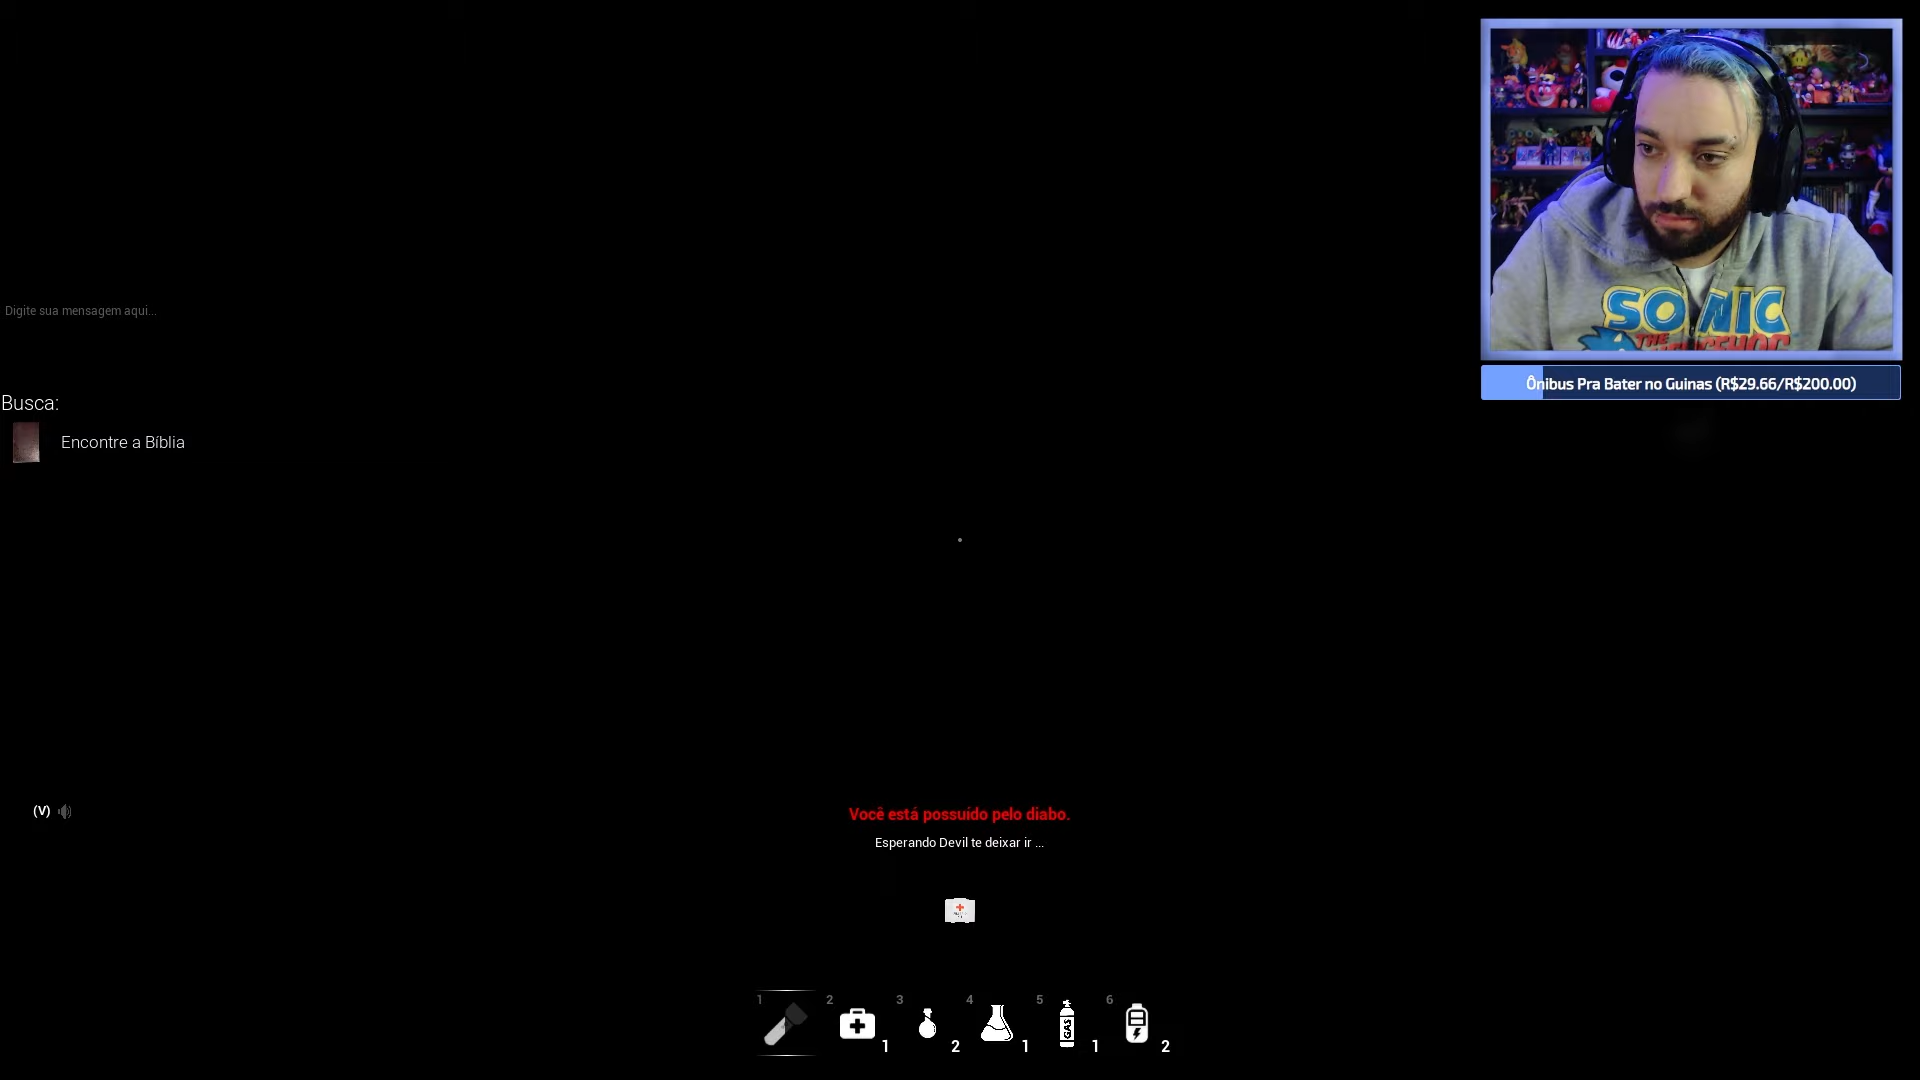 Digite sua mensagem aqui...
Busca:
Encontre a Bíblia
SONIC
THE
Ônibus Pra Bater no Guinas (R$29.66/R$200.00)
(V)
Você está possuído pelo diabo.
Esperando Devil te deixar ir ...
1 2 3 4 5 6
GAS
1 2 1 1 2